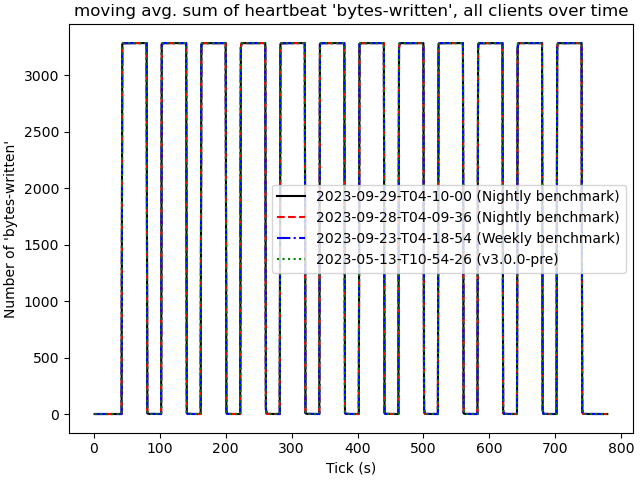 moving avg. sum of heartbeat 'bytes-written', all clients over time
Number of 'bytes-written'
3000
2500
2000
1500
1000
500
0
2023-09-29-T04-10-00 (Nightly benchmark)
2023-09-28-T04-09-36 (Nightly benchmark)
2023-09-23-T04-18-54 (Weekly benchmark)
2023-05-13-T10-54-26 (v3.0.0-pre)
0 100 200 300 400 500 600 700 800
Tick (s)